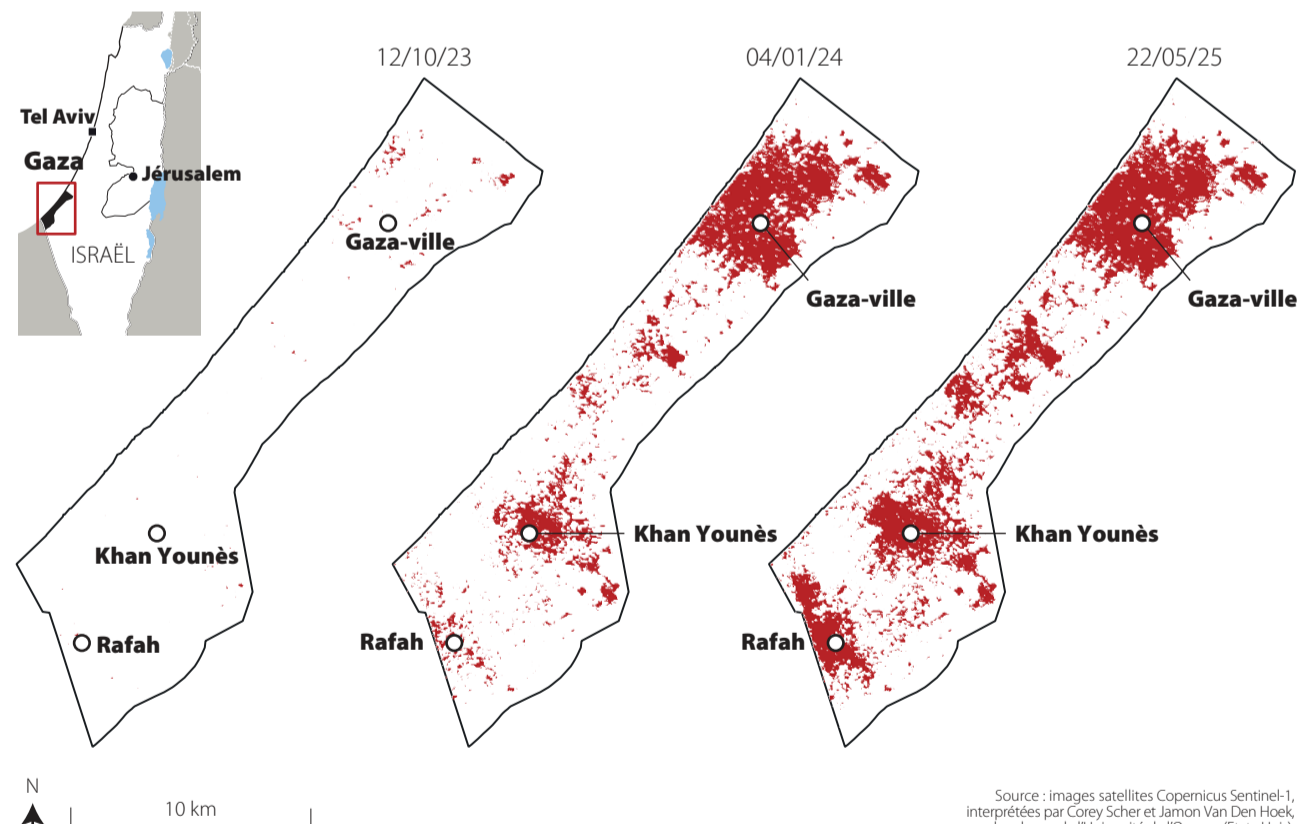 Tel Aviv
Gaza
Jérusalem
ISRAËL
12/10/23
Gaza-ville
Khan Younès
Rafah
04/01/24
Gaza-ville
Khan Younès
Rafah
22/05/25
Gaza-ville
Khan Younès
Rafah
N
10 km
Source : images satellites Copernicus Sentinel-1,
interprétées par Corey Scher et Jamon Van Den Hoek,